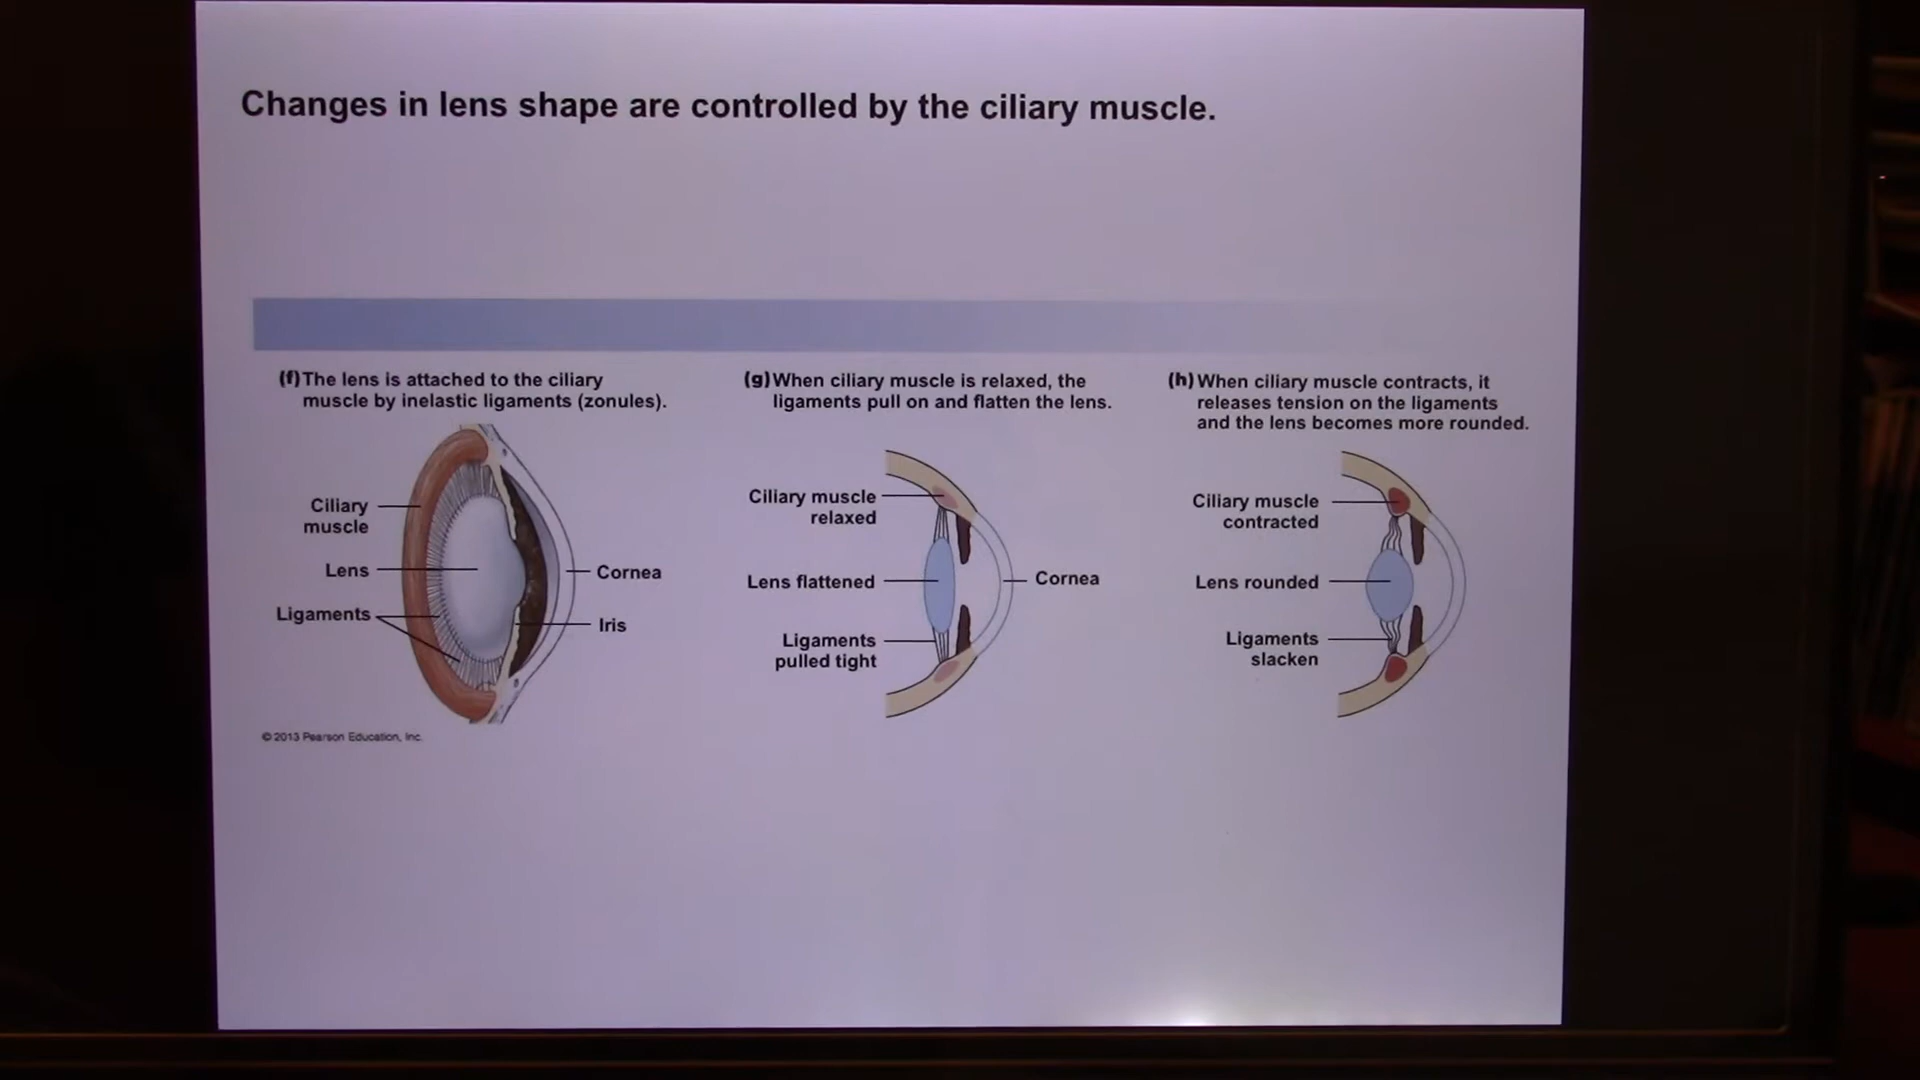 Changes in lens shape are controlled by the ciliary muscle.
(f) The lens is attached to the ciliary
muscle by inelastic ligaments (zonules).
Ciliary
muscle
Lens
Ligaments
Cornea
Iris
© 2013 Pearson Education, Inc.
(g) When ciliary muscle is relaxed, the
ligaments pull on and flatten the lens.
Ciliary muscle
relaxed
Lens flattened
Ligaments
pulled tight
Cornea
(h) When ciliary muscle contracts, it
releases tension on the ligaments
and the lens becomes more rounded.
Ciliary muscle
contracted
Lens rounded
Ligaments
slacken